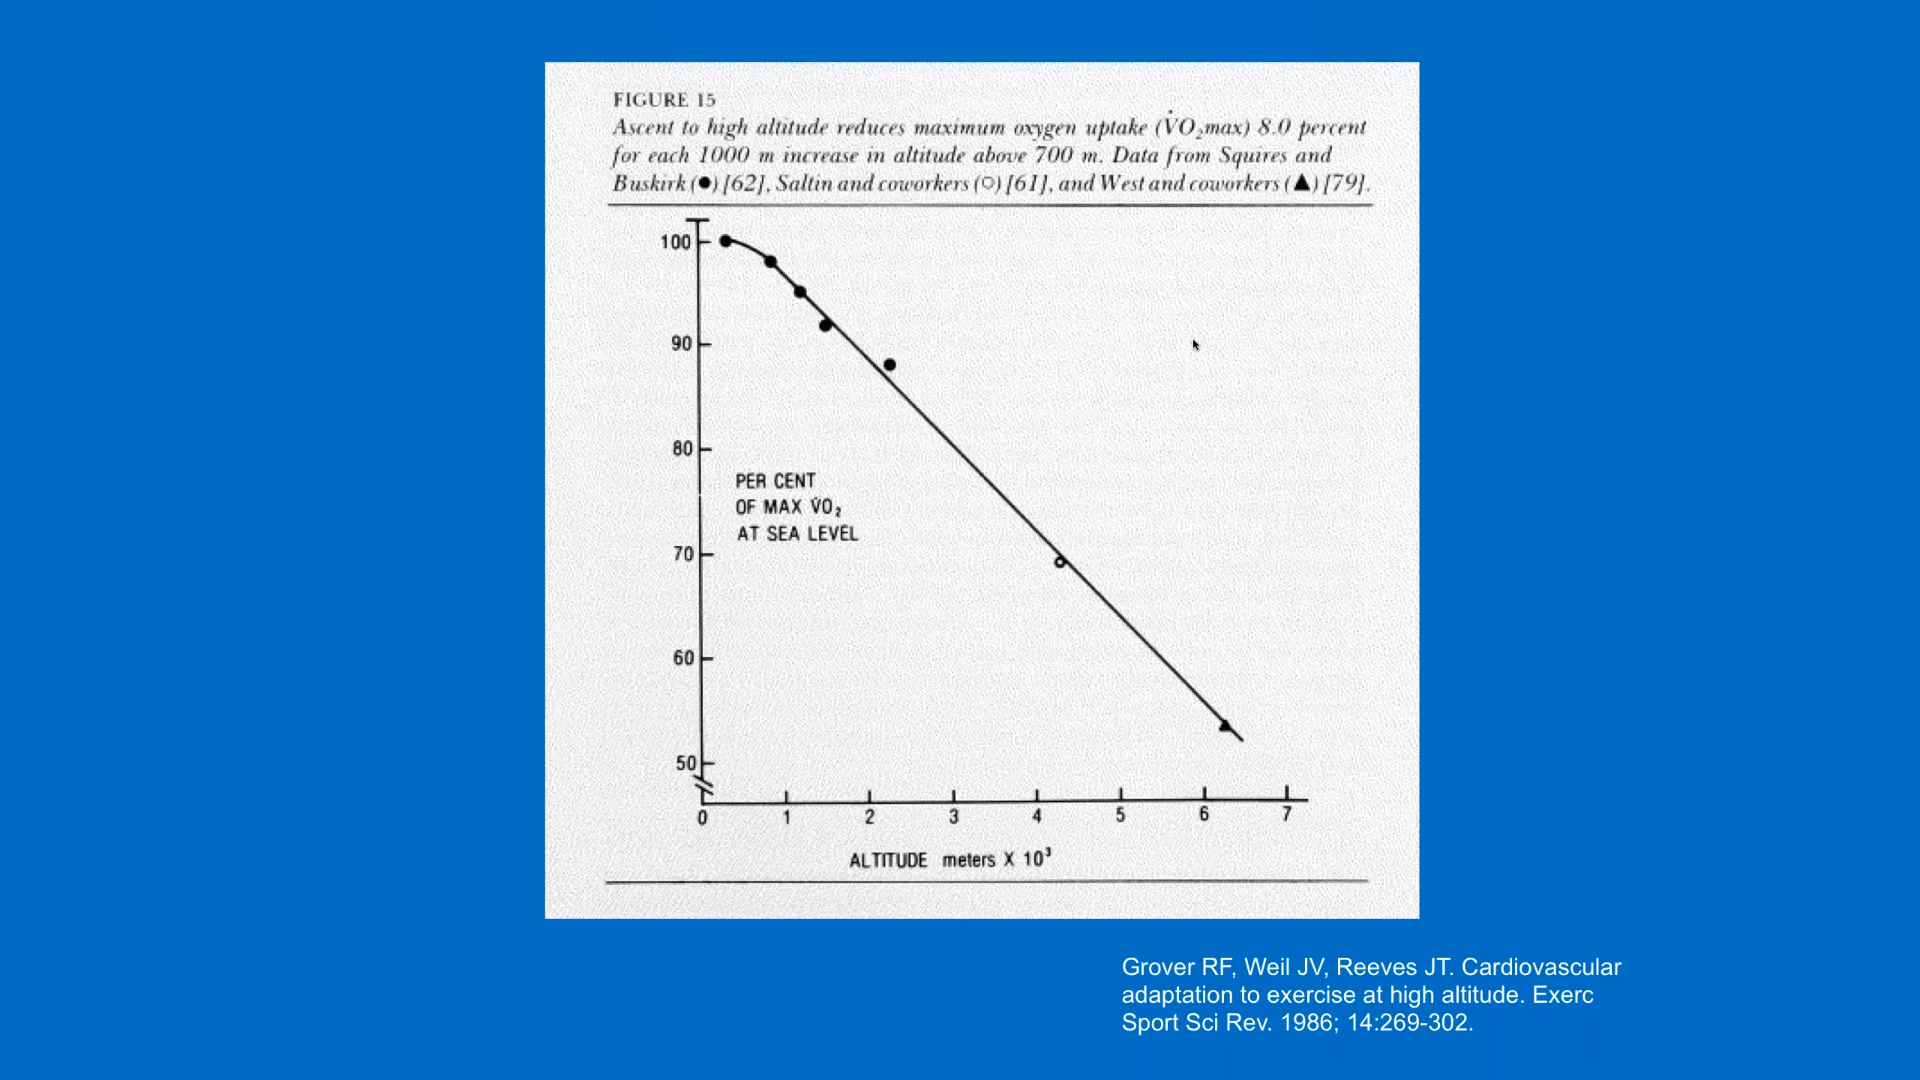 FIGURE 15
Ascent to high altitude reduces maximum oxygen uptake (V̇O₂max) 8.0 percent
for each 1000 m increase in altitude above 700 m. Data from Squires and
Buskirk (●) [62], Saltin and coworkers (○) [61], and West and coworkers (▲) [79].
100
90
80
PER CENT
OF MAX V̇O₂
AT SEA LEVEL
70
60
50
0 1 2 3 4 5 6 7
ALTITUDE meters X 10³
Grover RF, Weil JV, Reeves JT. Cardiovascular
adaptation to exercise at high altitude. Exerc
Sport Sci Rev. 1986; 14:269-302.